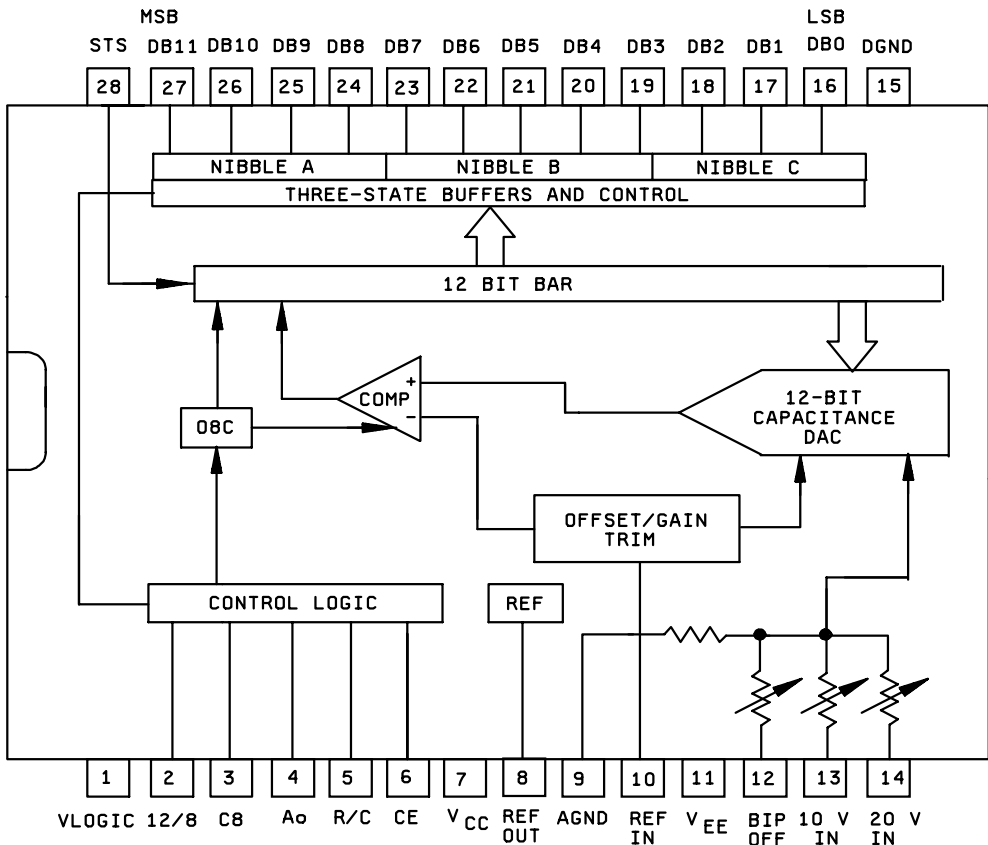 MSB LSB
STS DB11 DB10 DB9 DB8 DB7 DB6 DB5 DB4 DB3 DB2 DB1 DB0 DGND
28 27 26 25 24 23 22 21 20 19 18 17 16 15
NIBBLE A NIBBLE B NIBBLE C
THREE-STATE BUFFERS AND CONTROL
12 BIT BAR
COMP + −
12-BIT
CAPACITANCE
DAC
O8C
OFFSET/GAIN
TRIM
CONTROL LOGIC
REF
1 2 3 4 5 6 7 8 9 10 11 12 13 14
VLOGIC 12/8 C8 Ao R/C CE VCC REF AGND REF VEE BIP 10 V 20 V
OUT IN OFF IN IN